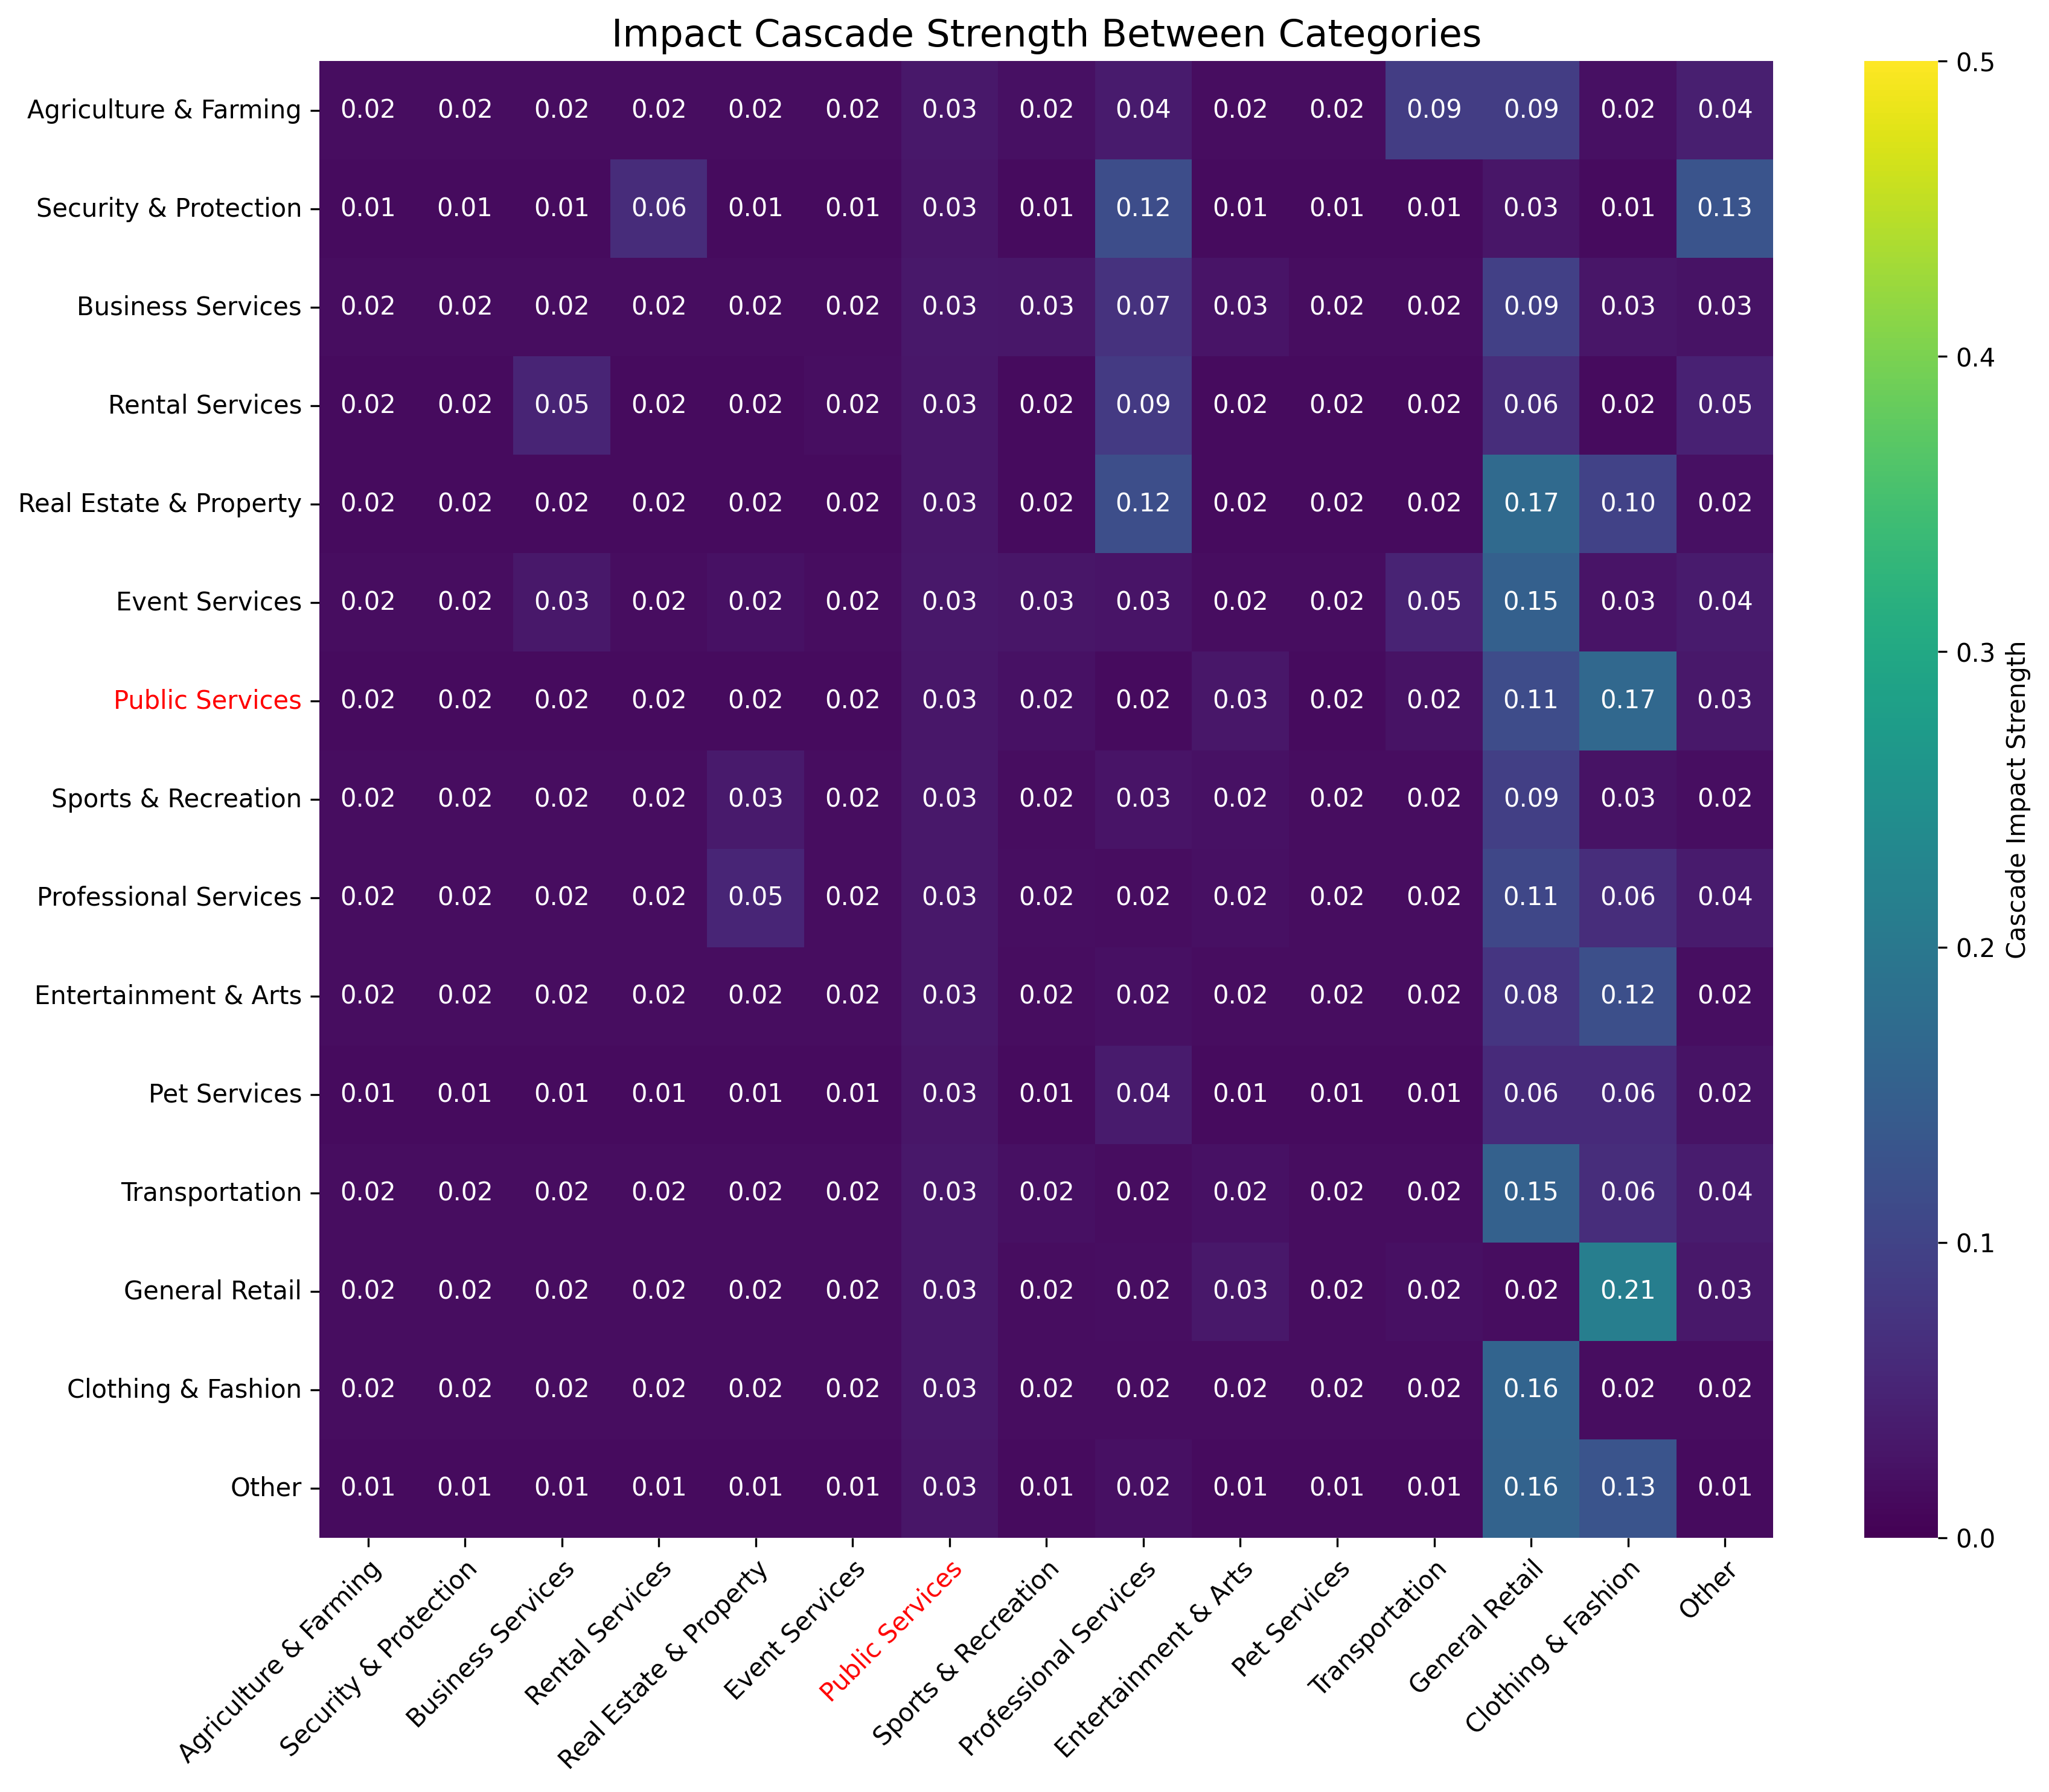 Impact Cascade Strength Between Categories
Agriculture & Farming 0.02 0.02 0.02 0.02 0.02 0.02 0.03 0.02 0.04 0.02 0.02 0.09 0.09 0.02 0.04
Security & Protection 0.01 0.01 0.01 0.06 0.01 0.01 0.03 0.01 0.12 0.01 0.01 0.01 0.03 0.01 0.13
Business Services 0.02 0.02 0.02 0.02 0.02 0.02 0.03 0.03 0.07 0.03 0.02 0.02 0.09 0.03 0.03
Rental Services 0.02 0.02 0.05 0.02 0.02 0.02 0.03 0.02 0.09 0.02 0.02 0.02 0.06 0.02 0.05
Real Estate & Property 0.02 0.02 0.02 0.02 0.02 0.02 0.03 0.02 0.12 0.02 0.02 0.02 0.17 0.10 0.02
Event Services 0.02 0.02 0.03 0.02 0.02 0.02 0.03 0.03 0.03 0.02 0.02 0.05 0.15 0.03 0.04
Public Services 0.02 0.02 0.02 0.02 0.02 0.02 0.03 0.02 0.02 0.03 0.02 0.02 0.11 0.17 0.03
Sports & Recreation 0.02 0.02 0.02 0.02 0.03 0.02 0.03 0.02 0.03 0.02 0.02 0.02 0.09 0.03 0.02
Professional Services 0.02 0.02 0.02 0.02 0.05 0.02 0.03 0.02 0.02 0.02 0.02 0.02 0.11 0.06 0.04
Entertainment & Arts 0.02 0.02 0.02 0.02 0.02 0.02 0.03 0.02 0.02 0.02 0.02 0.02 0.08 0.12 0.02
Pet Services 0.01 0.01 0.01 0.01 0.01 0.01 0.03 0.01 0.04 0.01 0.01 0.01 0.06 0.06 0.02
Transportation 0.02 0.02 0.02 0.02 0.02 0.02 0.03 0.02 0.02 0.02 0.02 0.02 0.15 0.06 0.04
General Retail 0.02 0.02 0.02 0.02 0.02 0.02 0.03 0.02 0.02 0.03 0.02 0.02 0.02 0.21 0.03
Clothing & Fashion 0.02 0.02 0.02 0.02 0.02 0.02 0.03 0.02 0.02 0.02 0.02 0.02 0.16 0.02 0.02
Other 0.01 0.01 0.01 0.01 0.01 0.01 0.03 0.01 0.02 0.01 0.01 0.01 0.16 0.13 0.01
Agriculture & Farming
Security & Protection
Business Services
Rental Services
Real Estate & Property
Event Services
Public Services
Sports & Recreation
Professional Services
Entertainment & Arts
Pet Services
Transportation
General Retail
Clothing & Fashion
Other
0.5
0.4
0.3
0.2
0.1
0.0
Cascade Impact Strength